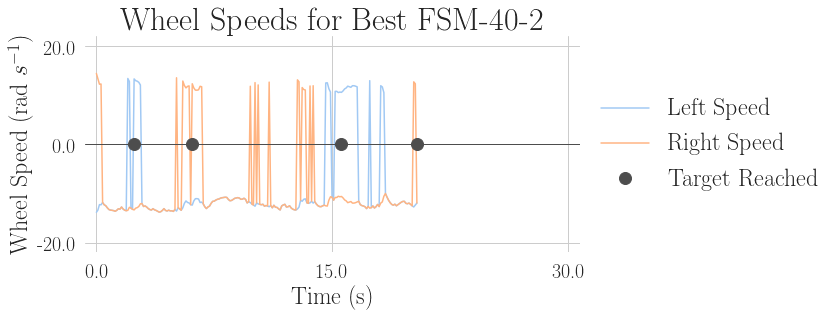 Wheel Speeds for Best FSM-40-2
Wheel Speed (rad s⁻¹)
20.0
0.0
-20.0
0.0
15.0
30.0
Time (s)
Left Speed
Right Speed
Target Reached